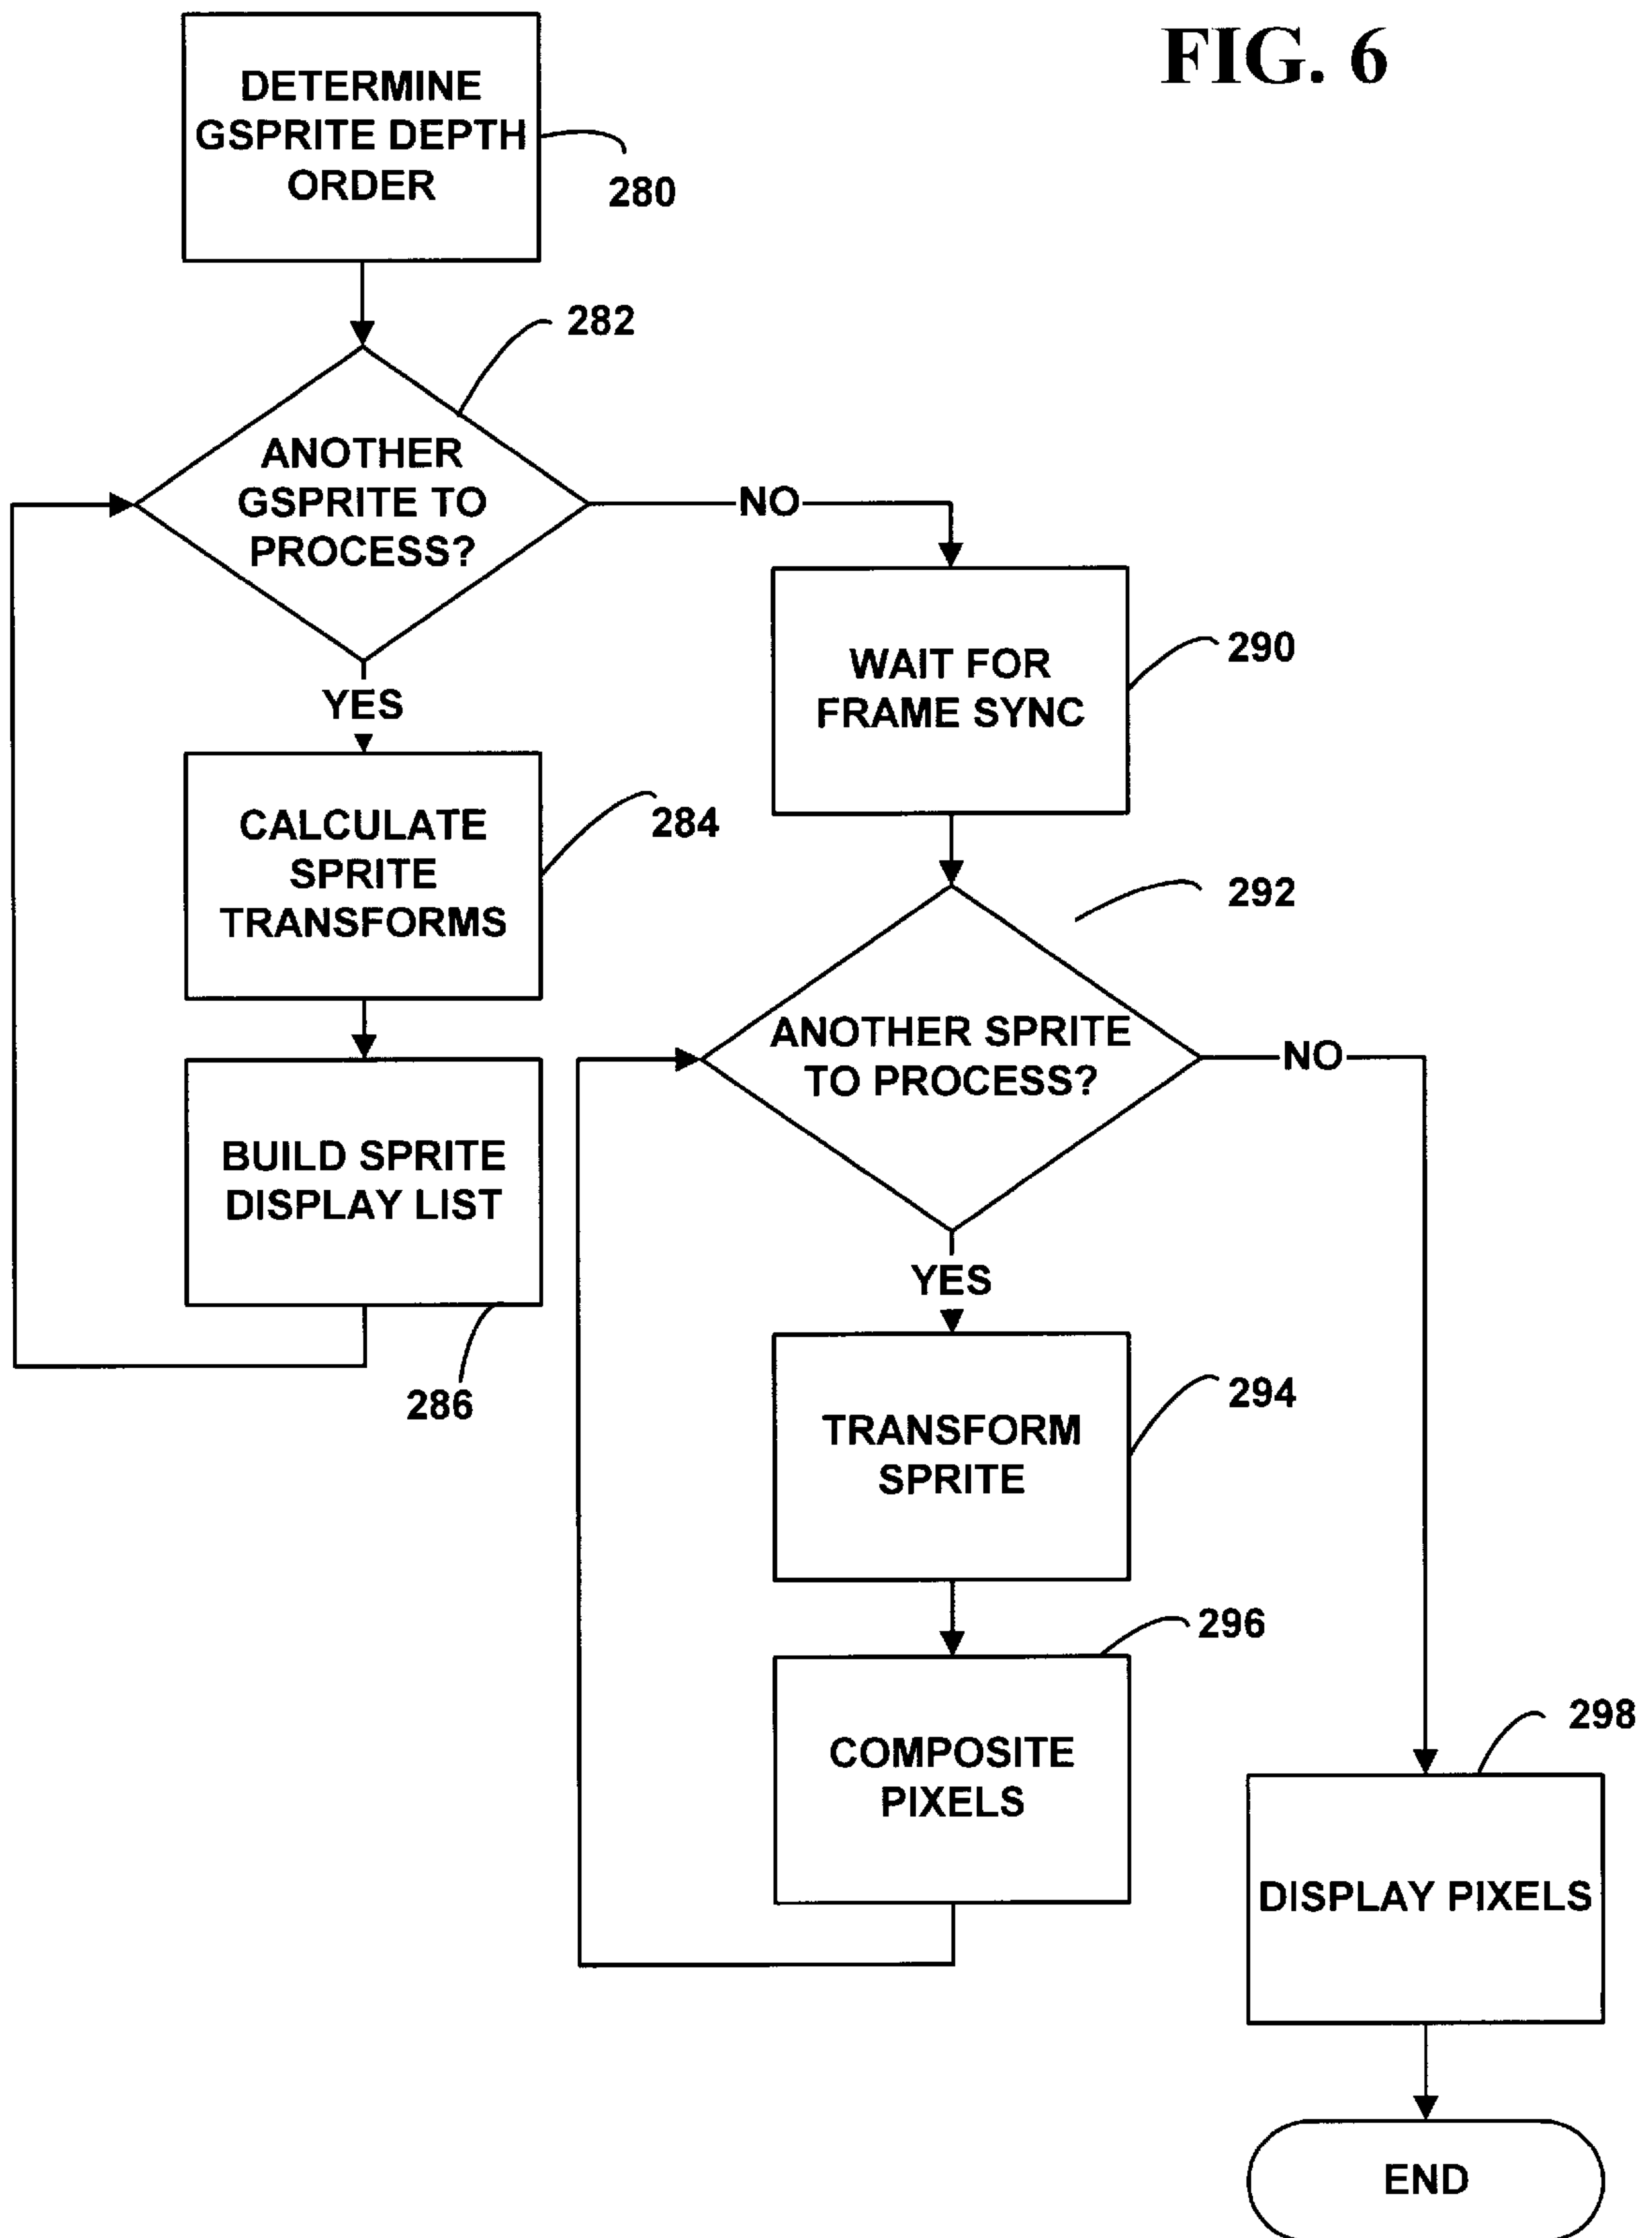 FIG. 6
DETERMINE
GSPRITE DEPTH
ORDER
280
282
ANOTHER
GSPRITE TO
PROCESS?
NO
YES
CALCULATE
SPRITE
TRANSFORMS
284
BUILD SPRITE
DISPLAY LIST
286
WAIT FOR
FRAME SYNC
290
292
ANOTHER SPRITE
TO PROCESS?
NO
YES
TRANSFORM
SPRITE
294
296
COMPOSITE
PIXELS
298
DISPLAY PIXELS
END